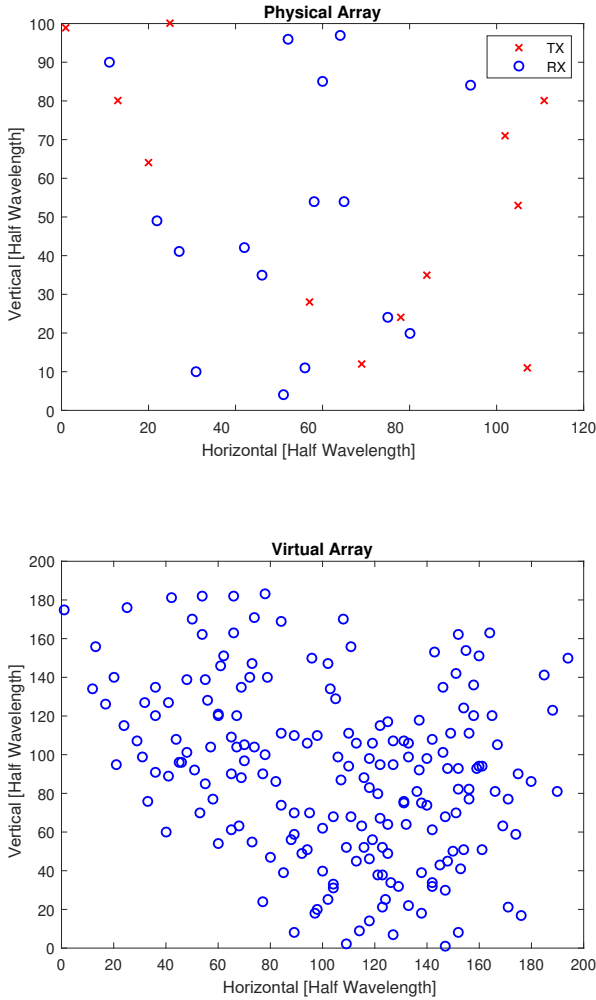 Physical Array
100
90
80
70
60
50
40
30
20
10
0
Vertical [Half Wavelength]
TX
RX
0 20 40 60 80 100 120
Horizontal [Half Wavelength]
Virtual Array
200
180
160
140
120
100
80
60
40
20
0
Vertical [Half Wavelength]
0 20 40 60 80 100 120 140 160 180 200
Horizontal [Half Wavelength]